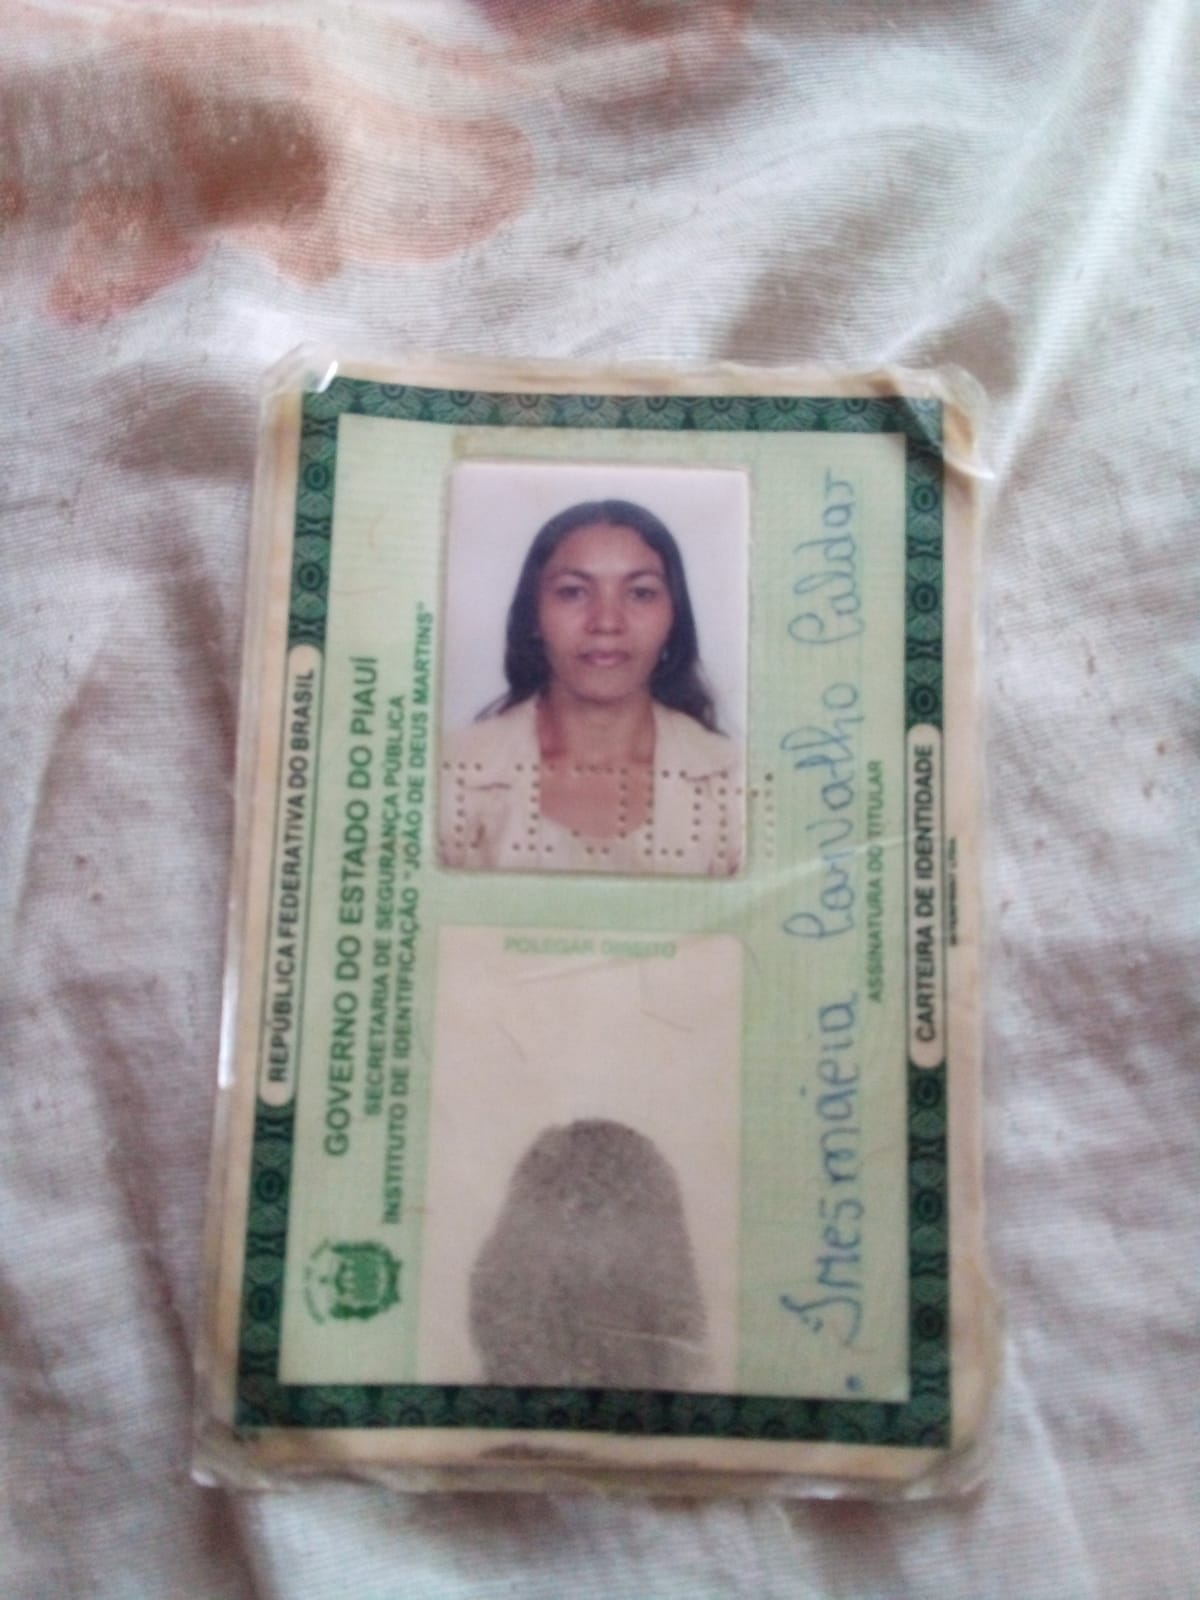 REPÚBLICA FEDERATIVA DO BRASIL
GOVERNO DO ESTADO DO PIAUÍ
SECRETARIA DE SEGURANÇA PÚBLICA
INSTITUTO DE IDENTIFICAÇÃO "JOÃO DE DEUS MARTINS"
POLEGAR DIREITO
Carvalho Caldas
ASSINATURA DO TITULAR
CARTEIRA DE IDENTIDADE